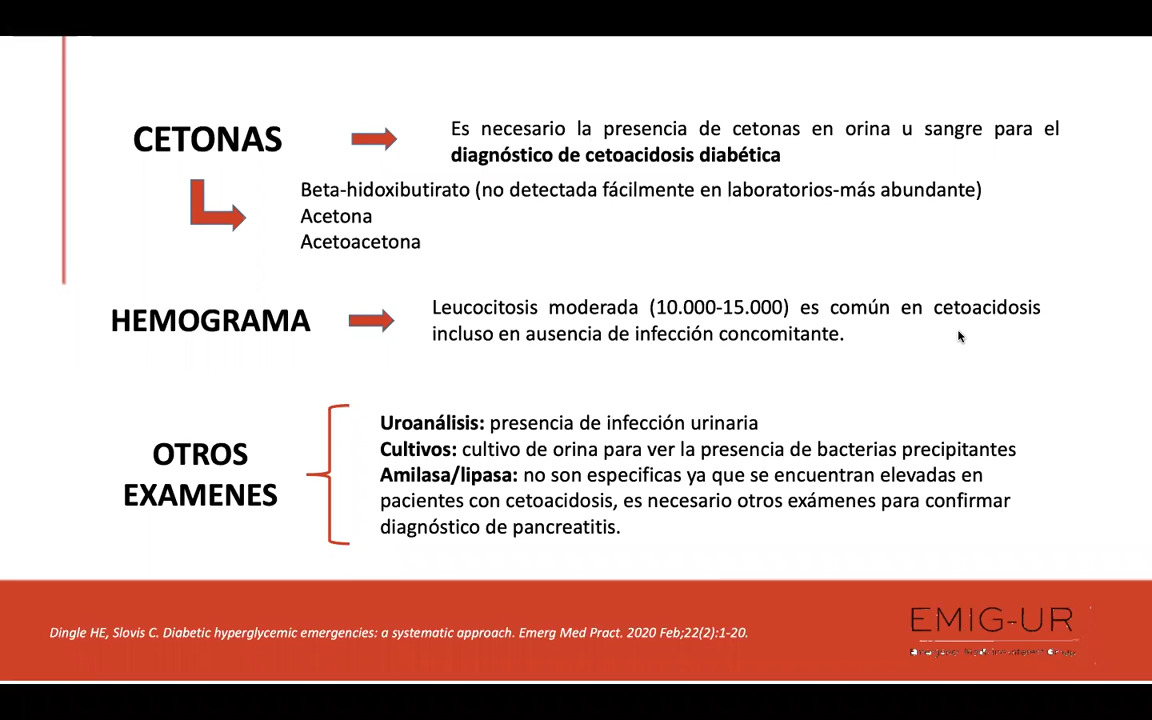 CETONAS
Es necesario la presencia de cetonas en orina u sangre para el
diagnóstico de cetoacidosis diabética
Beta-hidoxibutirato (no detectada fácilmente en laboratorios-más abundante)
Acetona
Acetoacetona
HEMOGRAMA
Leucocitosis moderada (10.000-15.000) es común en cetoacidosis
incluso en ausencia de infección concomitante.
OTROS
EXAMENES
Uroanálisis: presencia de infección urinaria
Cultivos: cultivo de orina para ver la presencia de bacterias precipitantes
Amilasa/lipasa: no son especificas ya que se encuentran elevadas en
pacientes con cetoacidosis, es necesario otros exámenes para confirmar
diagnóstico de pancreatitis.
Dingle HE, Slovis C. Diabetic hyperglycemic emergencies: a systematic approach. Emerg Med Pract. 2020 Feb;22(2):1-20.
EMIG-UR